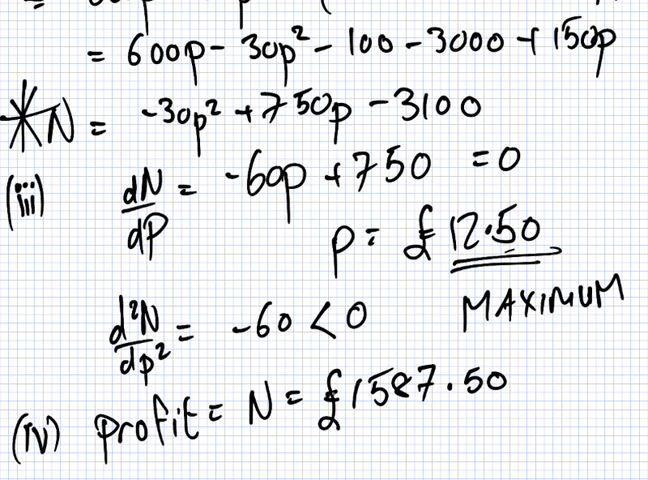 = 600p - 30p² - 100 - 3000 + 150p
*N = -30p² + 750p - 3100
(iii) dN/dP = -60p + 750 = 0
p = £12.50
d²N/dp² = -60 < 0 MAXIMUM
(iv) profit = N = £1587.50